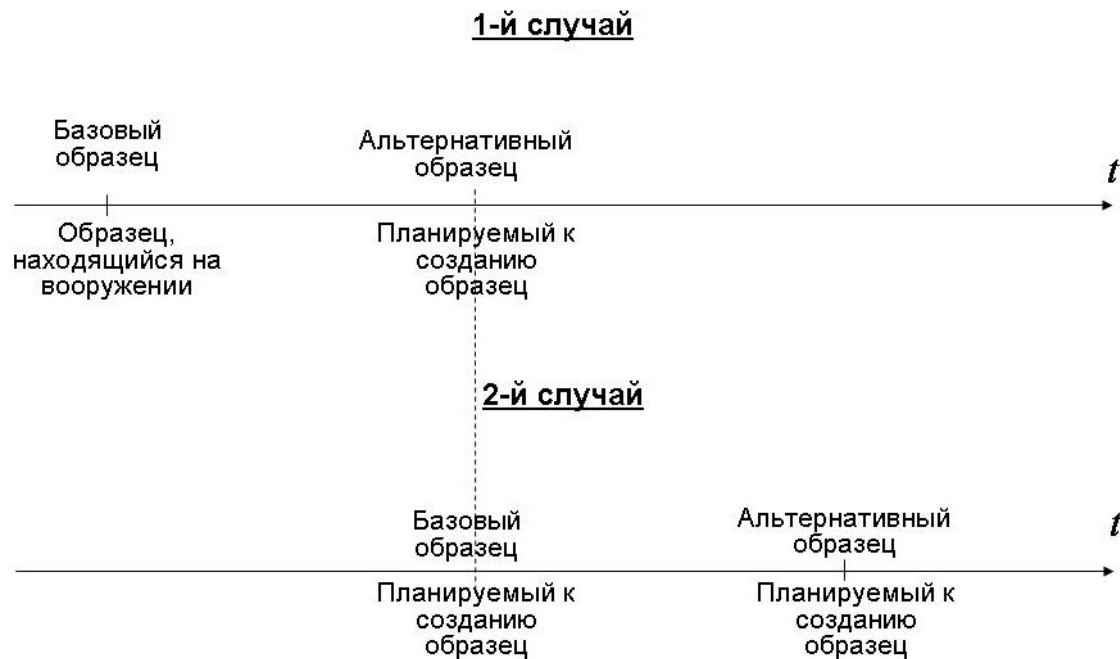 1-й случай
Базовый
образец
Альтернативный
образец
t
Образец,
находящийся на
вооружении
Планируемый к
созданию
образец
2-й случай
Базовый
образец
Альтернативный
образец
t
Планируемый к
созданию
образец
Планируемый к
созданию
образец